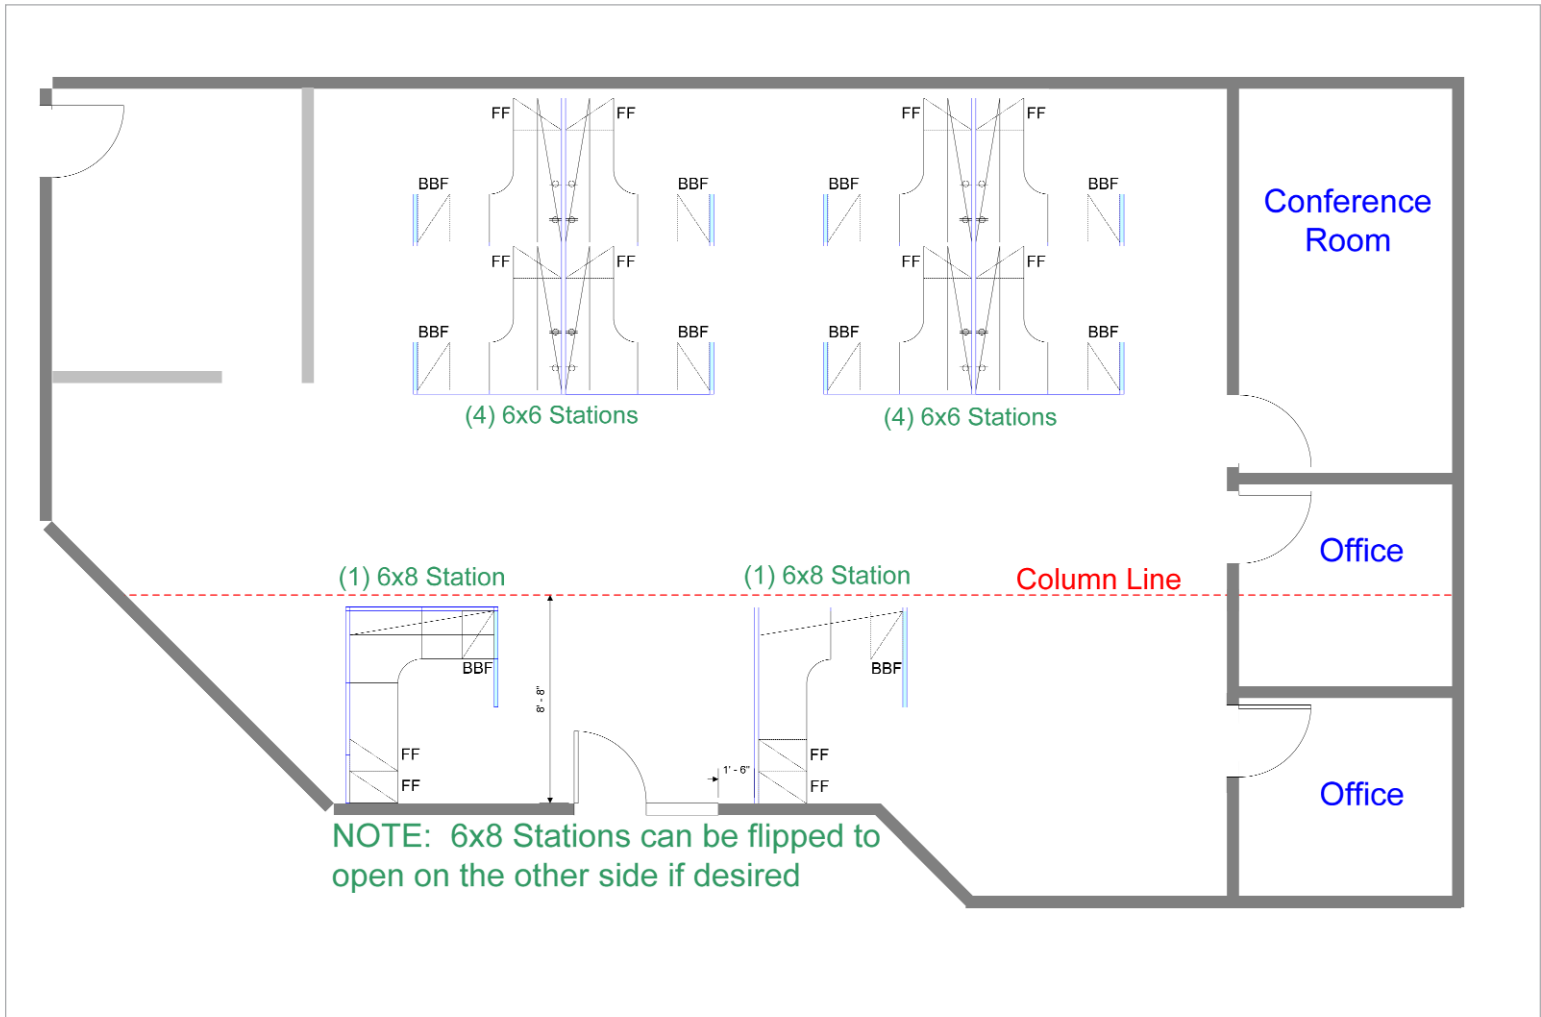 FF
FF
FF
FF
BBF
BBF
BBF
BBF
Conference
Room
FF
FF
FF
FF
BBF
BBF
BBF
BBF
(4) 6x6 Stations
(4) 6x6 Stations
Office
(1) 6x8 Station
(1) 6x8 Station
Column Line
BBF
BBF
8' - 8"
FF
FF
1' - 6"
FF
FF
Office
NOTE:  6x8 Stations can be flipped to
open on the other side if desired